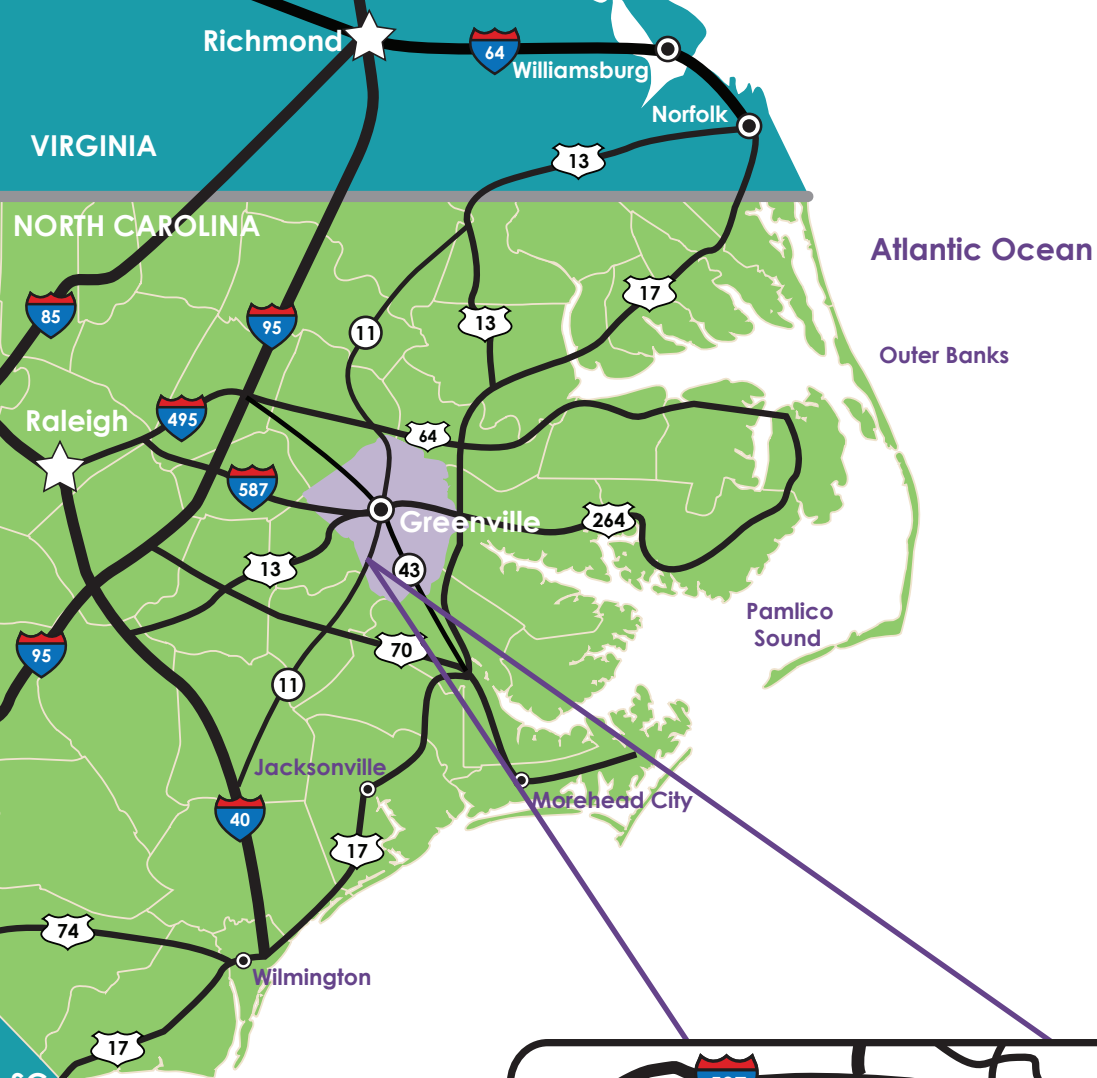 Richmond
64
Williamsburg
Norfolk
VIRGINIA
13
NORTH CAROLINA
Atlantic Ocean
17
85
95
11
13
Outer Banks
Raleigh
495
64
587
Greenville
264
13
43
Pamlico
Sound
95
70
11
Jacksonville
Morehead City
40
17
74
Wilmington
17